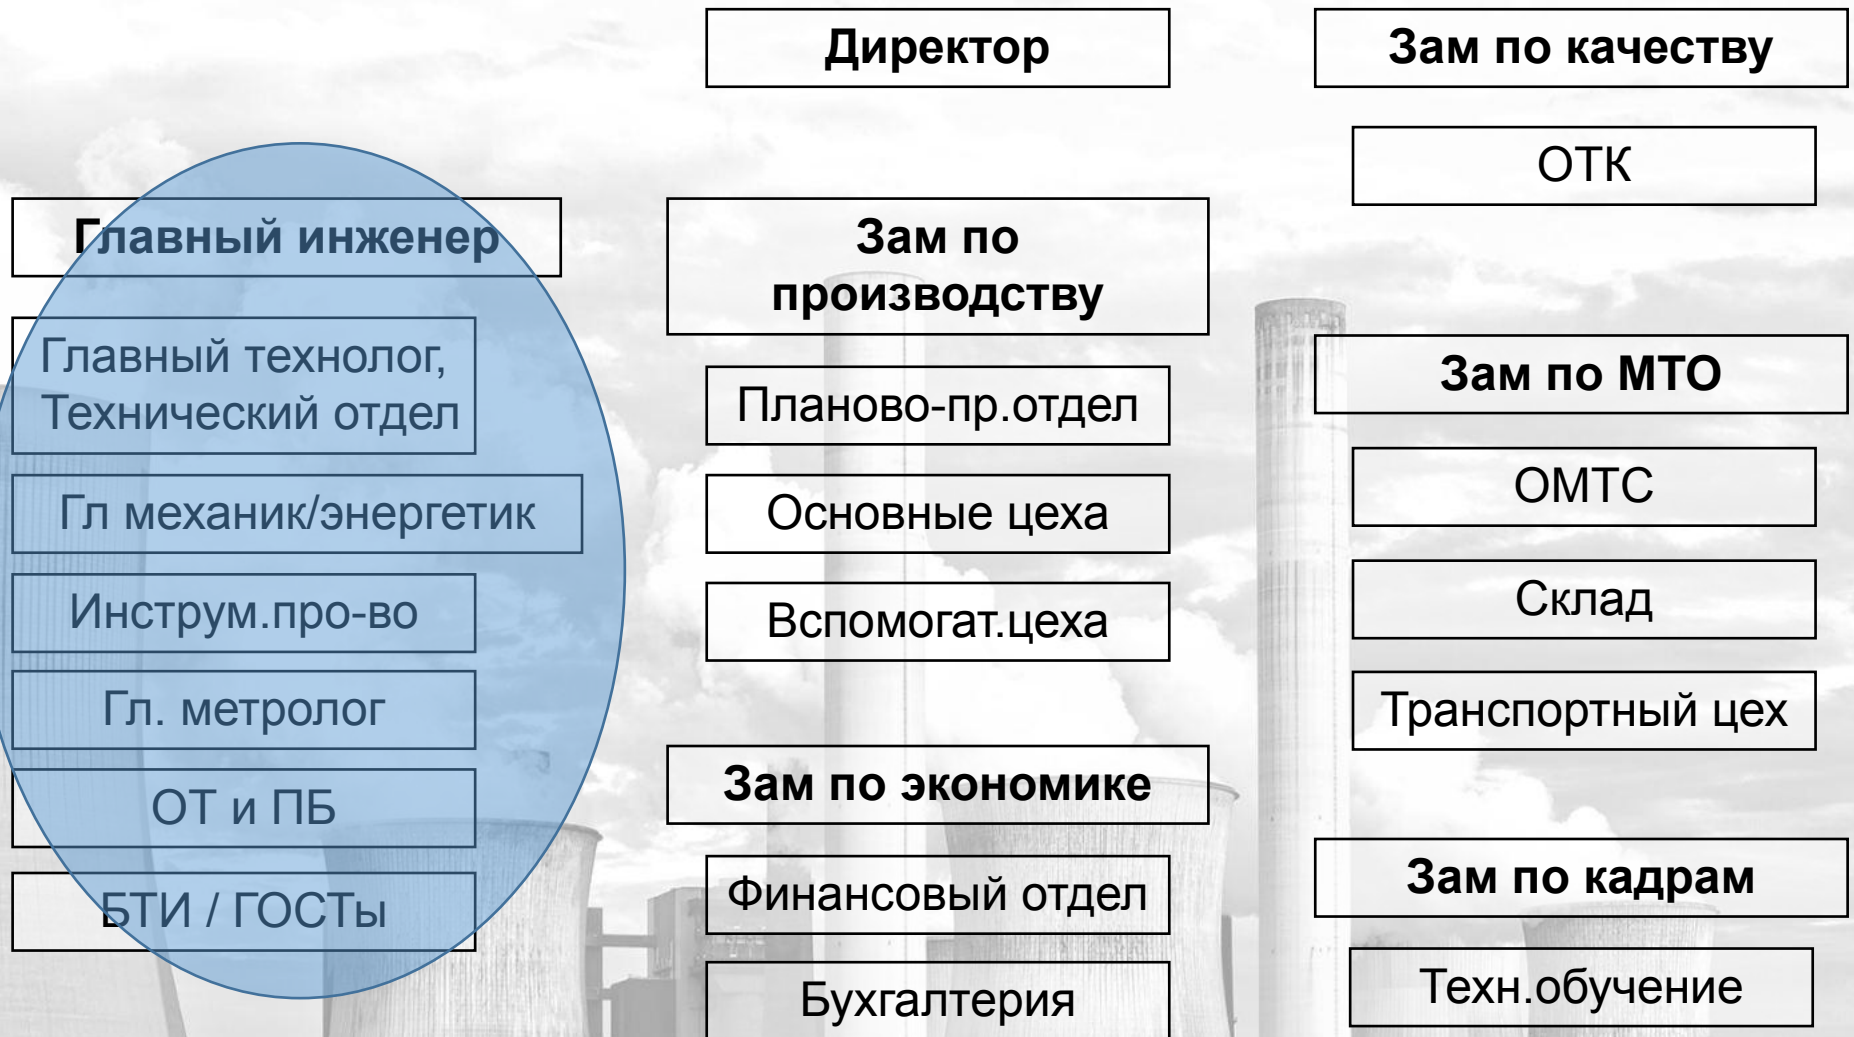 Директор
Зам по качеству
ОТК
Главный инженер
Главный технолог,
Технический отдел
Гл механик/энергетик
Инструм.про-во
Гл. метролог
ОТ и ПБ
БТИ / ГОСТы
Зам по
производству
Планово-пр.отдел
Основные цеха
Вспомогат.цеха
Зам по экономике
Финансовый отдел
Бухгалтерия
Зам по МТО
ОМТС
Склад
Транспортный цех
Зам по кадрам
Техн.обучение